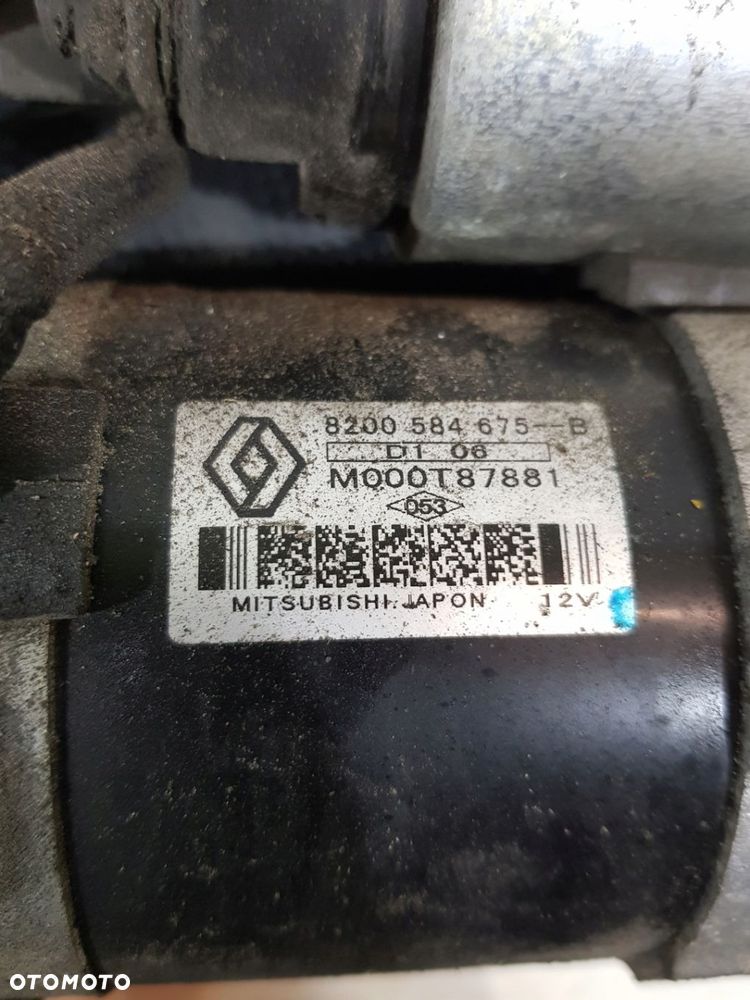 8200 584 675--B
D1 06
M000T87881
053
MITSUBISHI.JAPON 12V
OTOMOTO